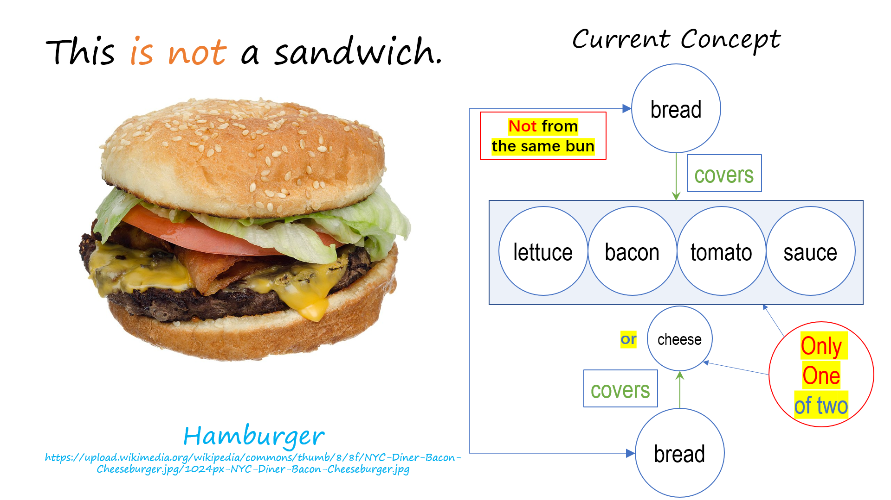 This is not a sandwich.
Current Concept
bread
Not from
the same bun
covers
lettuce
bacon
tomato
sauce
or
cheese
Only
One
of two
covers
bread
Hamburger
https://upload.wikimedia.org/wikipedia/commons/thumb/8/8f/NYC-Diner-Bacon-
Cheeseburger.jpg/1024px-NYC-Diner-Bacon-Cheeseburger.jpg